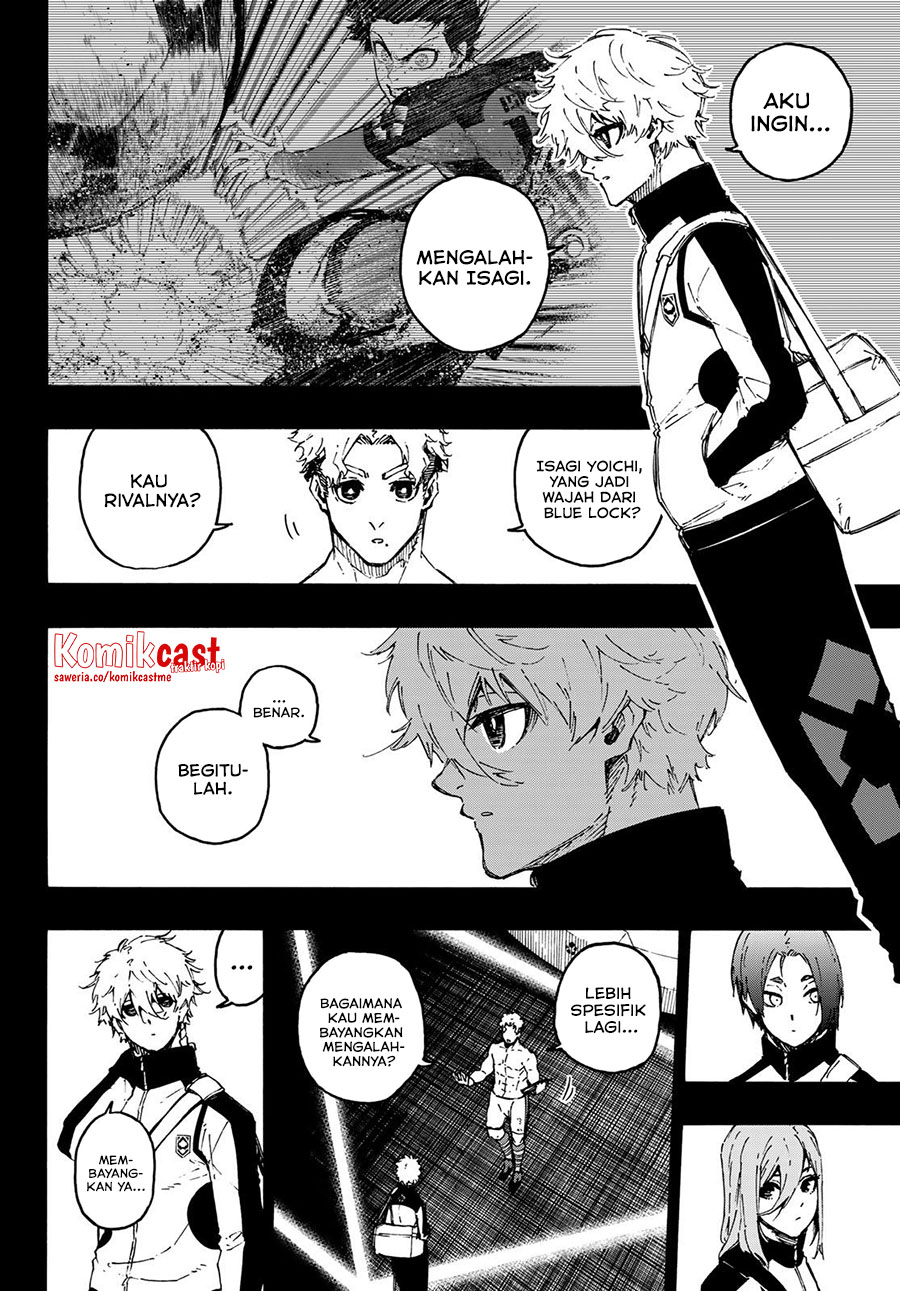 AKU
INGIN...
MENGALAH-
KAN ISAGI.
ISAGI YOICHI,
YANG JADI
WAJAH DARI
BLUE LOCK?
KAU
RIVALNYA?
Komikcast
fraktir kopi
saweria.co/komikcastme
...
BENAR.
BEGITU-
LAH.
LEBIH
SPESIFIK
LAGI...
BAGAIMANA
KAU MEM-
BAYANGKAN
MENGALAH-
KANNYA?
...
MEM-
BAYANG-
KAN YA...